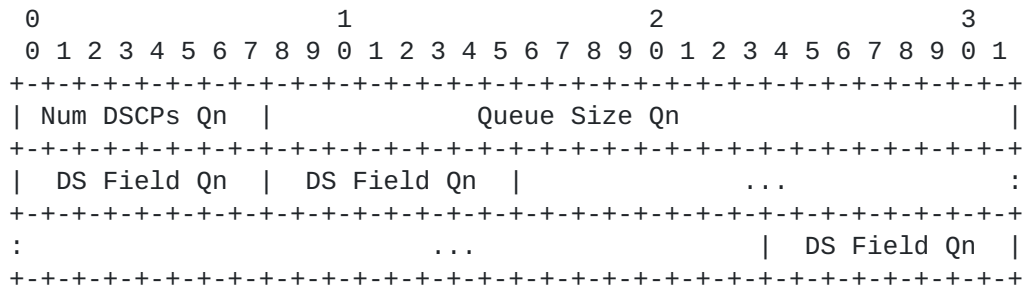 0                   1                   2                   3
 0 1 2 3 4 5 6 7 8 9 0 1 2 3 4 5 6 7 8 9 0 1 2 3 4 5 6 7 8 9 0 1
+-+-+-+-+-+-+-+-+-+-+-+-+-+-+-+-+-+-+-+-+-+-+-+-+-+-+-+-+-+-+-+-+
| Num DSCPs Qn  |             Queue Size Qn                     |
+-+-+-+-+-+-+-+-+-+-+-+-+-+-+-+-+-+-+-+-+-+-+-+-+-+-+-+-+-+-+-+-+
|  DS Field Qn  |  DS Field Qn  |              ...              :
+-+-+-+-+-+-+-+-+-+-+-+-+-+-+-+-+-+-+-+-+-+-+-+-+-+-+-+-+-+-+-+-+
:                          ...                  |  DS Field Qn  |
+-+-+-+-+-+-+-+-+-+-+-+-+-+-+-+-+-+-+-+-+-+-+-+-+-+-+-+-+-+-+-+-+